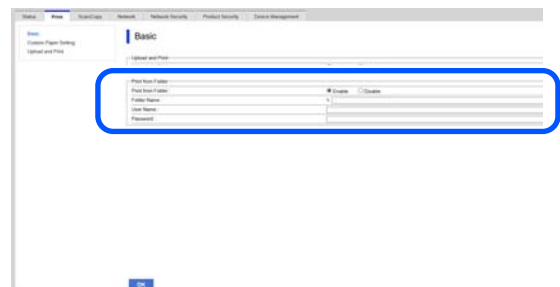 Status Print Scan/Copy Network Network Security Product Security Device Management
Basic
Custom Paper Setting
Upload and Print
Basic
Upload and Print
Print from Folder
Print from Folder : Enable Disable
Folder Name : \\
User Name :
Password :
OK